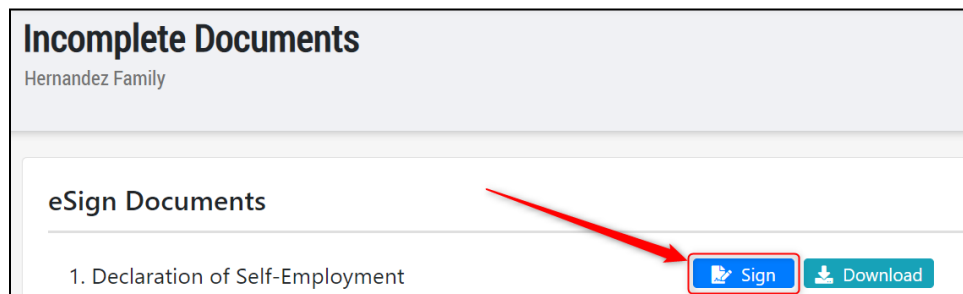 Incomplete Documents
Hernandez Family
eSign Documents
1. Declaration of Self-Employment Sign Download